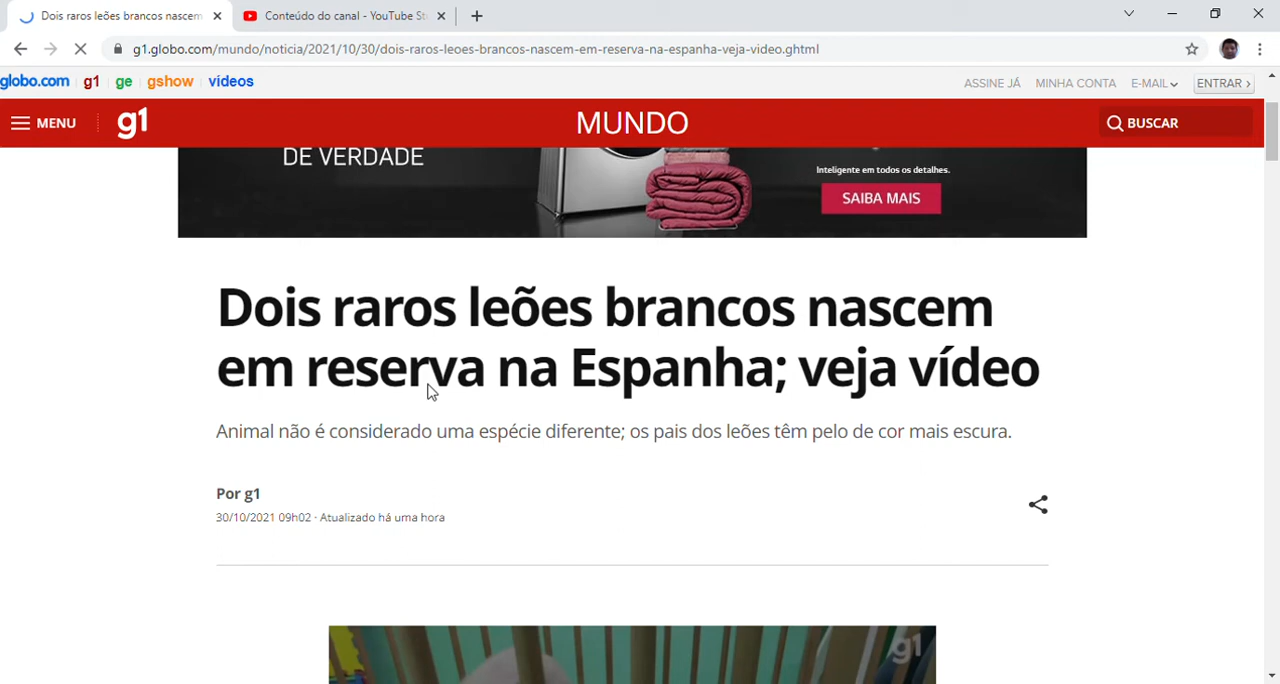 Dois raros leões brancos nascem
Conteúdo do canal - YouTube St
g1.globo.com/mundo/noticia/2021/10/30/dois-raros-leoes-brancos-nascem-em-reserva-na-espanha-veja-video.ghtml
globo.com g1 ge gshow vídeos ASSINE JÁ MINHA CONTA E-MAIL ENTRAR ›
MENU g1 MUNDO BUSCAR
DE VERDADE
Inteligente em todos os detalhes.
SAIBA MAIS
Dois raros leões brancos nascem
em reserva na Espanha; veja vídeo
Animal não é considerado uma espécie diferente; os pais dos leões têm pelo de cor mais escura.
Por g1
30/10/2021 09h02 · Atualizado há uma hora
g1